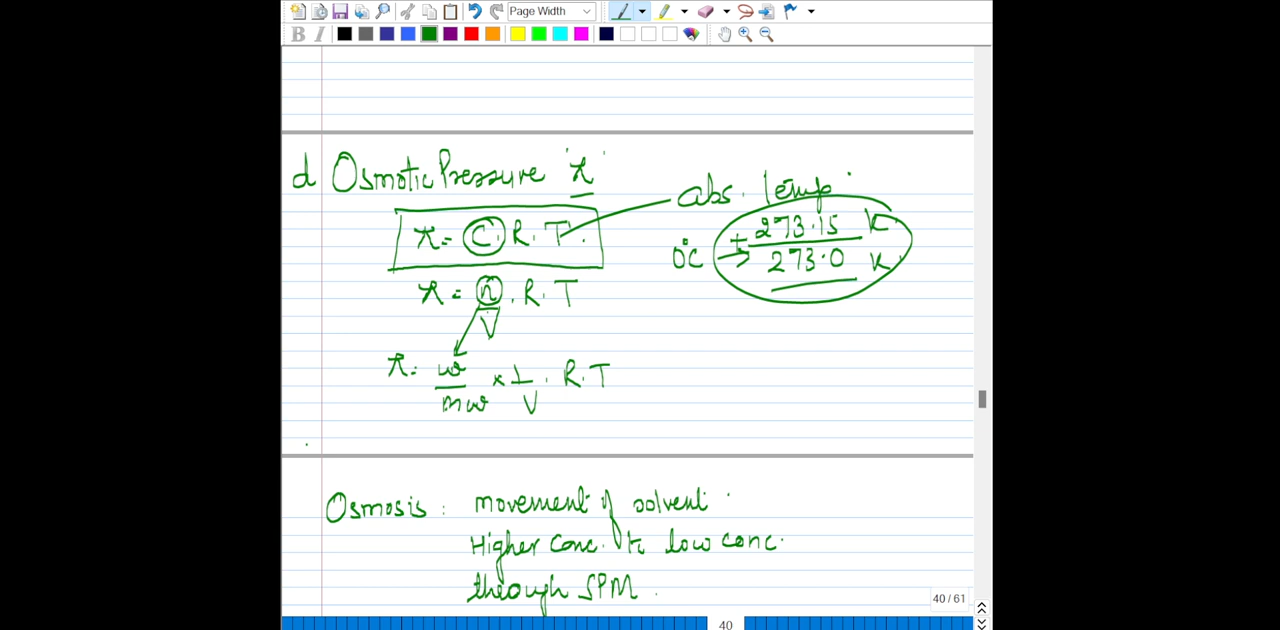 Page Width
B I
d Osmotic Pressure 'π'
π = C. R. T.
abs. Temp.
0°C + 273.15 K
→ 273.0 K
π = n/V . R. T
π = w/mw × 1/V . R. T
Osmosis : movement of solvent
Higher conc. to low conc.
through SPM.
40 / 61
40